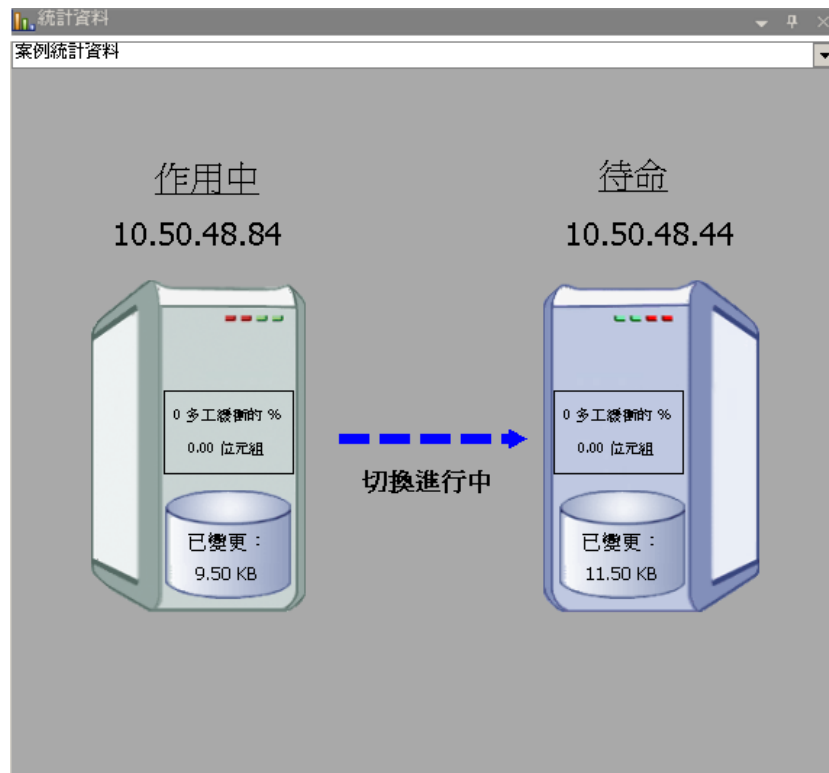 統計資料
案例統計資料
作用中
待命
10.50.48.84
10.50.48.44
0 多工緩衝的 %
0.00 位元組
0 多工緩衝的 %
0.00 位元組
切換進行中
已變更：
9.50 KB
已變更：
11.50 KB